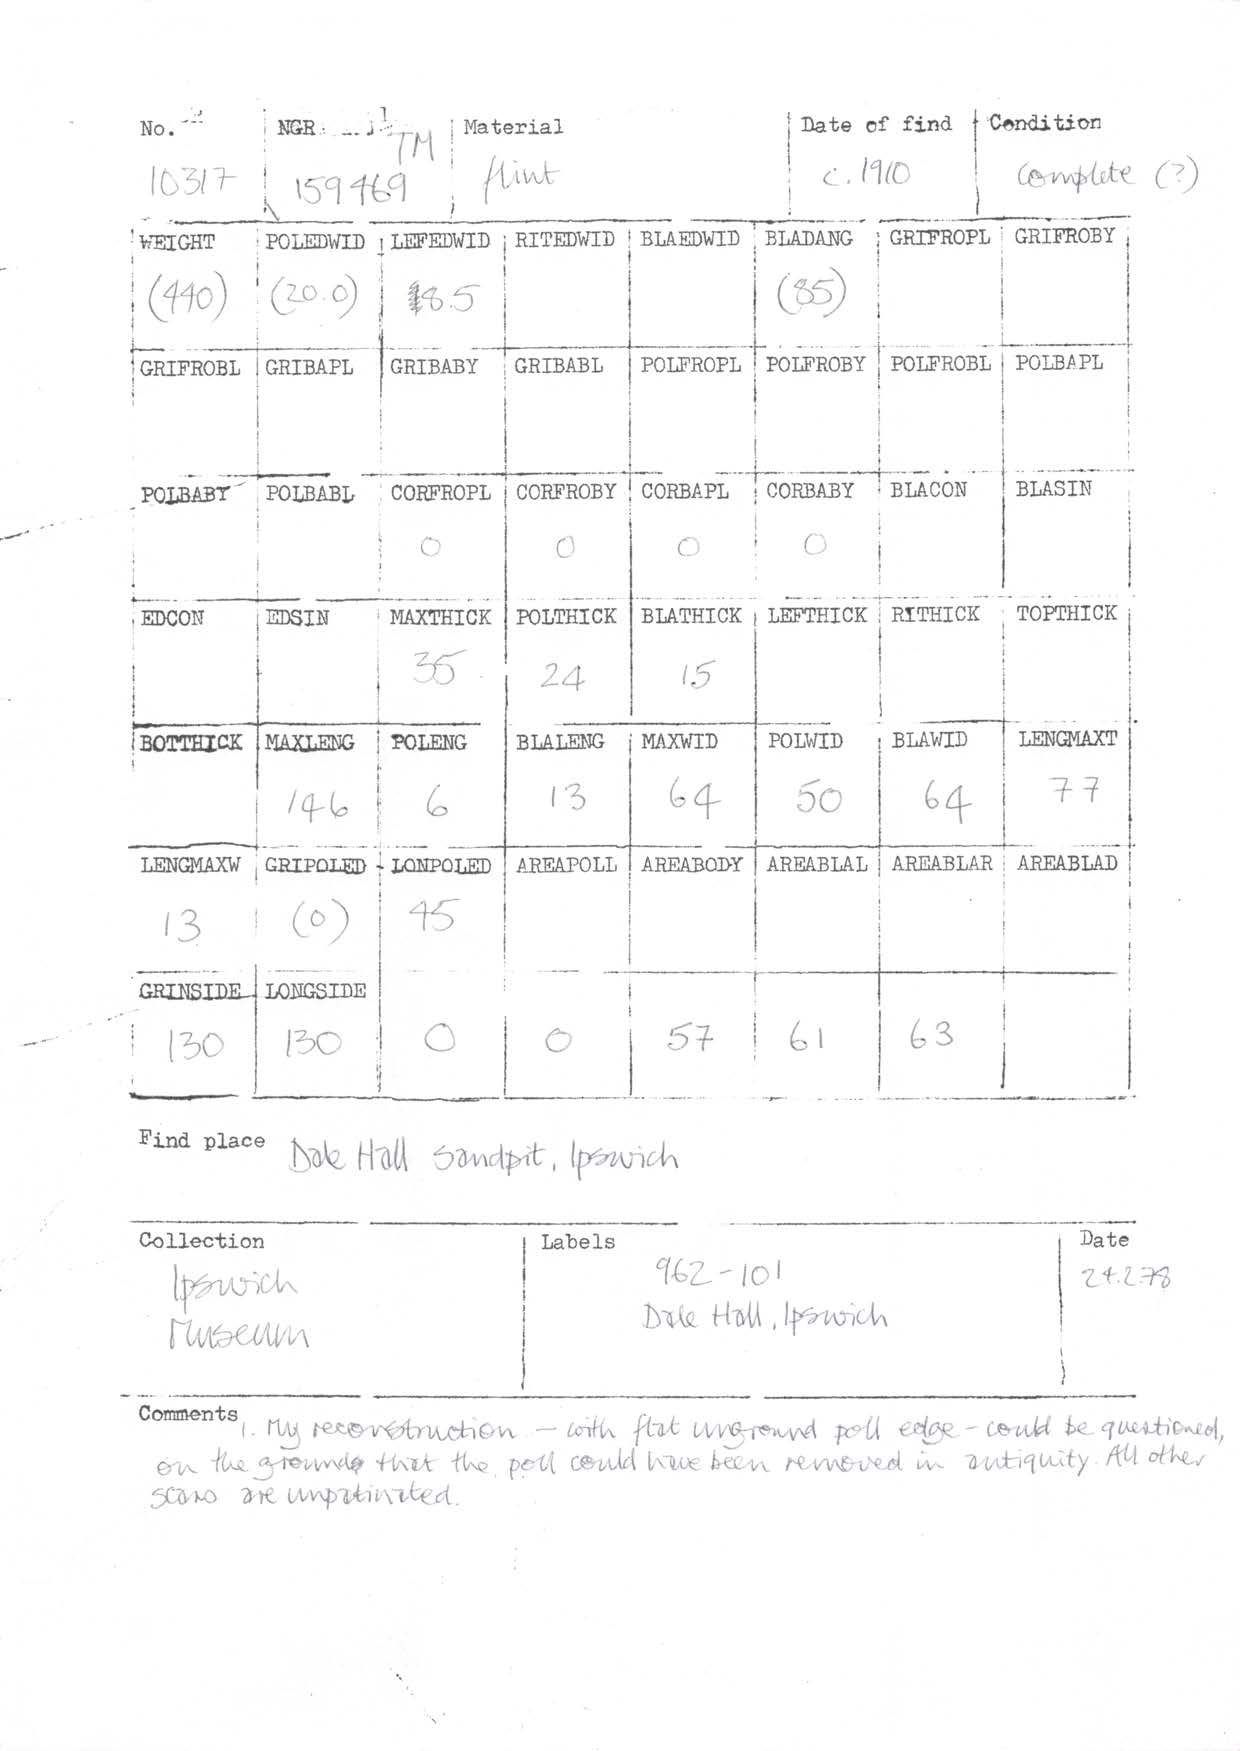 No. NGR Material Date of find Condition
10317 TM 159469 flint c.1910 complete (?)
WEIGHT POLEDWID LEFEDWID RITEDWID BLAEDWID BLADANG GRIFROPL GRIFROBY
(440) (20.0) 8.5 (85)
GRIFROBL GRIBAPL GRIBABY GRIBABL POLFROPL POLFROBY POLFROBL POLBAPL
POLBABY POLBABL CORFROPL CORFROBY CORBAPL CORBABY BLACON BLASIN
0 0 0 0
EDCON EDSIN MAXTHICK POLTHICK BLATHICK LEFTHICK RITHICK TOPTHICK
35 24 15
BOTTHICK MAXLENG POLENG BLALENG MAXWID POLWID BLAWID LENGMAXT
146 6 13 64 50 64 77
LENGMAXW GRIPOLED LONPOLED AREAPOLL AREABODY AREABLAL AREABLAR AREABLAD
13 (0) 45
GRINSIDE LONGSIDE
130 130 0 0 57 61 63
Find place Dale Hall Sandpit, Ipswich
Collection Labels Date
Ipswich 962-101 24.2.78
Museum Dale Hall, Ipswich
Comments 1. My reconstruction – with flat unground poll edge – could be questioned,
on the grounds that the poll could have been removed in antiquity. All other
scars are unpatinated.